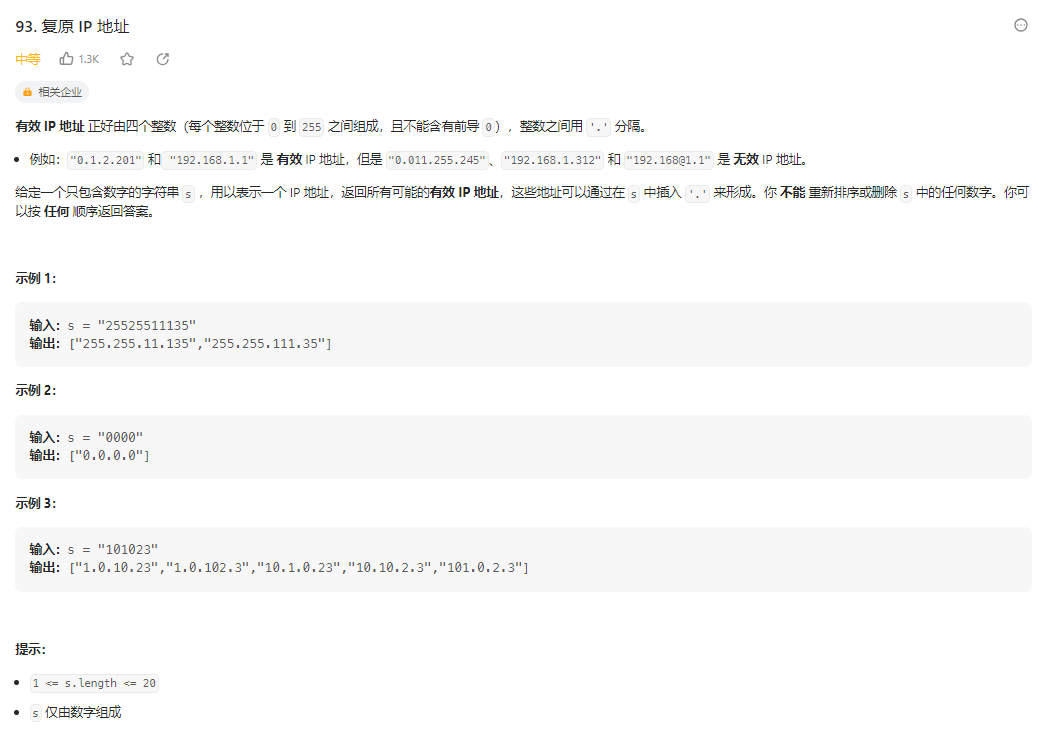 93. 复原 IP 地址
中等 1.3K
相关企业
有效 IP 地址 正好由四个整数（每个整数位于 0 到 255 之间组成，且不能含有前导 0），整数之间用 '.' 分隔。
例如："0.1.2.201" 和 "192.168.1.1" 是 有效 IP 地址，但是 "0.011.255.245"、"192.168.1.312" 和 "192.168@1.1" 是 无效 IP 地址。
给定一个只包含数字的字符串 s ，用以表示一个 IP 地址，返回所有可能的有效 IP 地址，这些地址可以通过在 s 中插入 '.' 来形成。你 不能 重新排序或删除 s 中的任何数字。你可
以按 任何 顺序返回答案。
示例 1：
输入：s = "25525511135"
输出：["255.255.11.135","255.255.111.35"]
示例 2：
输入：s = "0000"
输出：["0.0.0.0"]
示例 3：
输入：s = "101023"
输出：["1.0.10.23","1.0.102.3","10.1.0.23","10.10.2.3","101.0.2.3"]
提示：
1 <= s.length <= 20
s 仅由数字组成